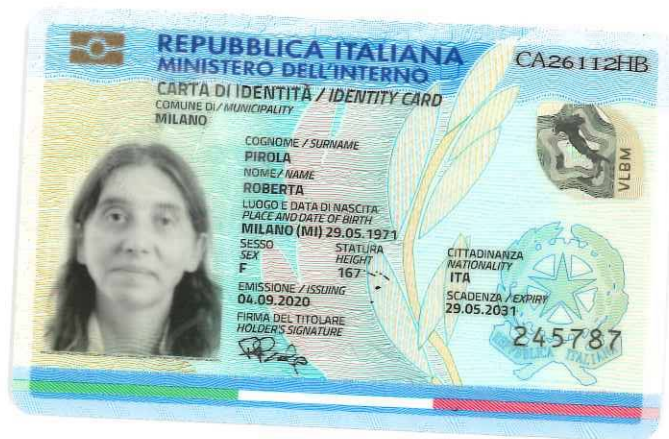 REPUBBLICA ITALIANA
MINISTERO DELL'INTERNO
CA26112HB
CARTA DI IDENTITÀ / IDENTITY CARD
COMUNE DI / MUNICIPALITY
MILANO
COGNOME / SURNAME
PIROLA
NOME / NAME
ROBERTA
LUOGO E DATA DI NASCITA
PLACE AND DATE OF BIRTH
MILANO (MI) 29.05.1971
SESSO
SEX
F
STATURA
HEIGHT
167
CITTADINANZA
NATIONALITY
ITA
EMISSIONE / ISSUING
04.09.2020
SCADENZA / EXPIRY
29.05.2031
FIRMA DEL TITOLARE
HOLDER'S SIGNATURE
245787
VLBM
REPUBBLICA ITALIANA